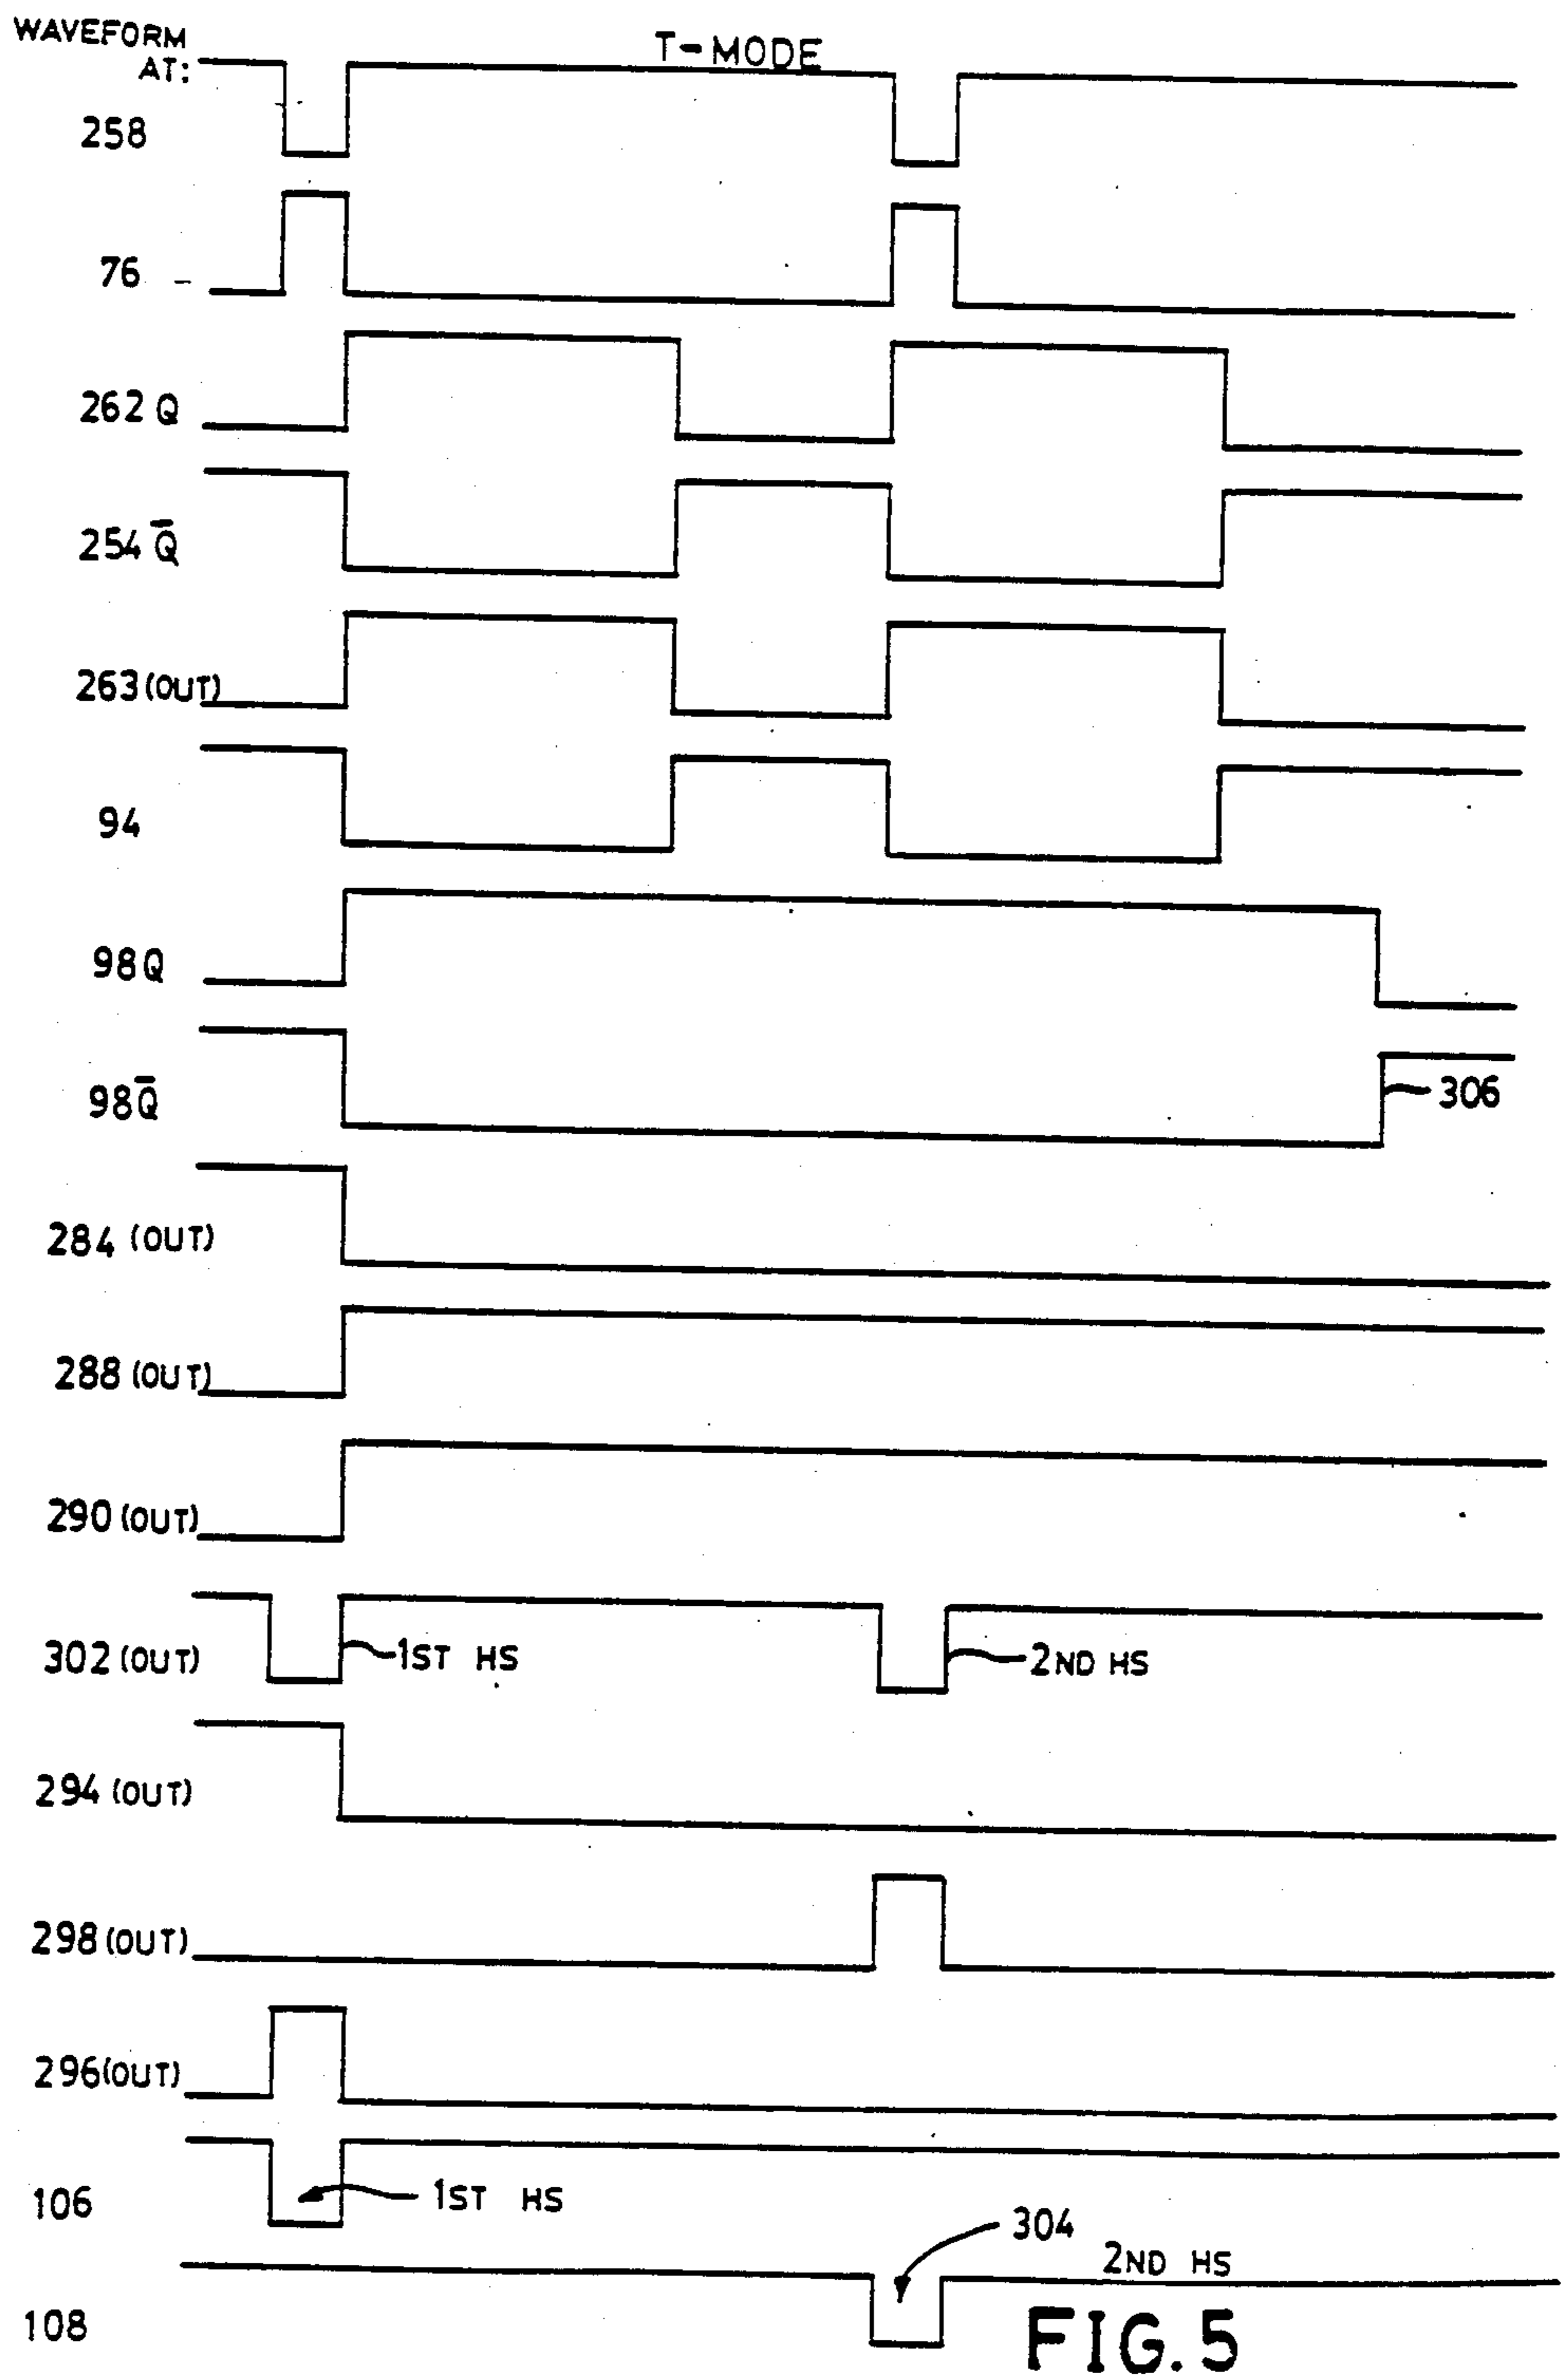 WAVEFORM
AT:
T-MODE
258
76
262 Q
254 Q̅
263 (OUT)
94
98 Q
98 Q̅
306
284 (OUT)
288 (OUT)
290 (OUT)
302 (OUT)
1ST HS
2ND HS
294 (OUT)
298 (OUT)
296 (OUT)
106
1ST HS
304
2ND HS
108
FIG. 5